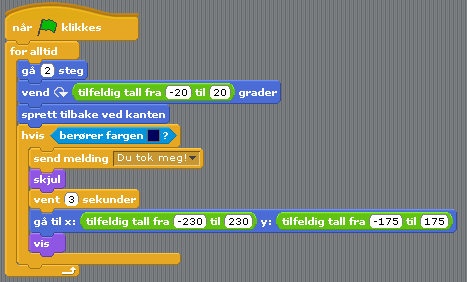 når klikkes
for alltid
gå 2 steg
vend tilfeldig tall fra -20 til 20 grader
sprett tilbake ved kanten
hvis berører fargen ?
send melding Du tok meg!
skjul
vent 3 sekunder
gå til x: tilfeldig tall fra -230 til 230 y: tilfeldig tall fra -175 til 175
vis